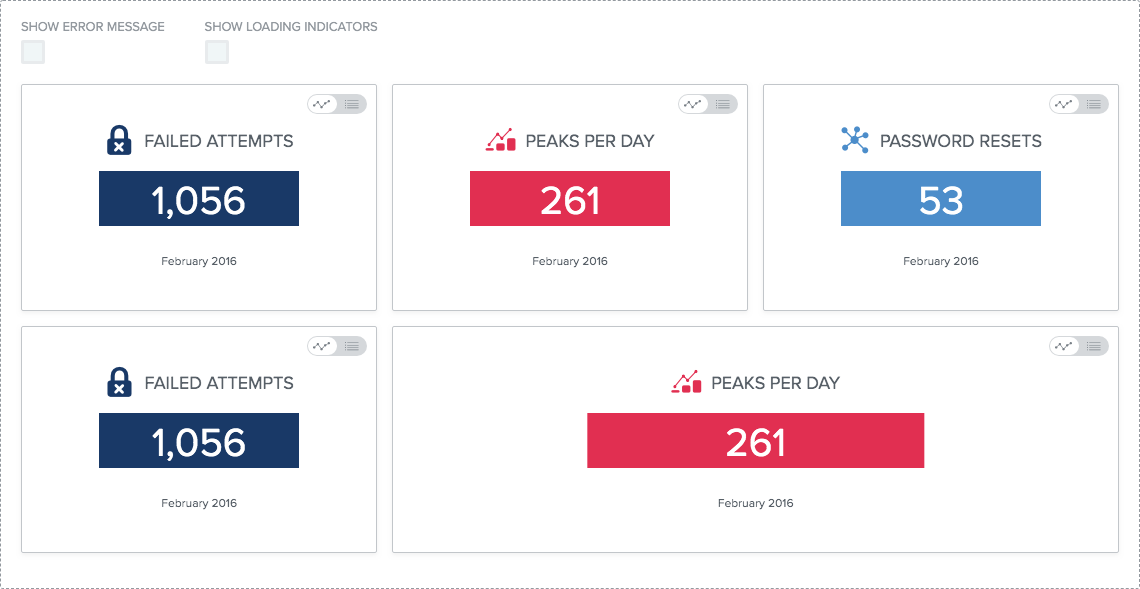 SHOW ERROR MESSAGE
SHOW LOADING INDICATORS
FAILED ATTEMPTS
1,056
February 2016
PEAKS PER DAY
261
February 2016
PASSWORD RESETS
53
February 2016
FAILED ATTEMPTS
1,056
February 2016
PEAKS PER DAY
261
February 2016